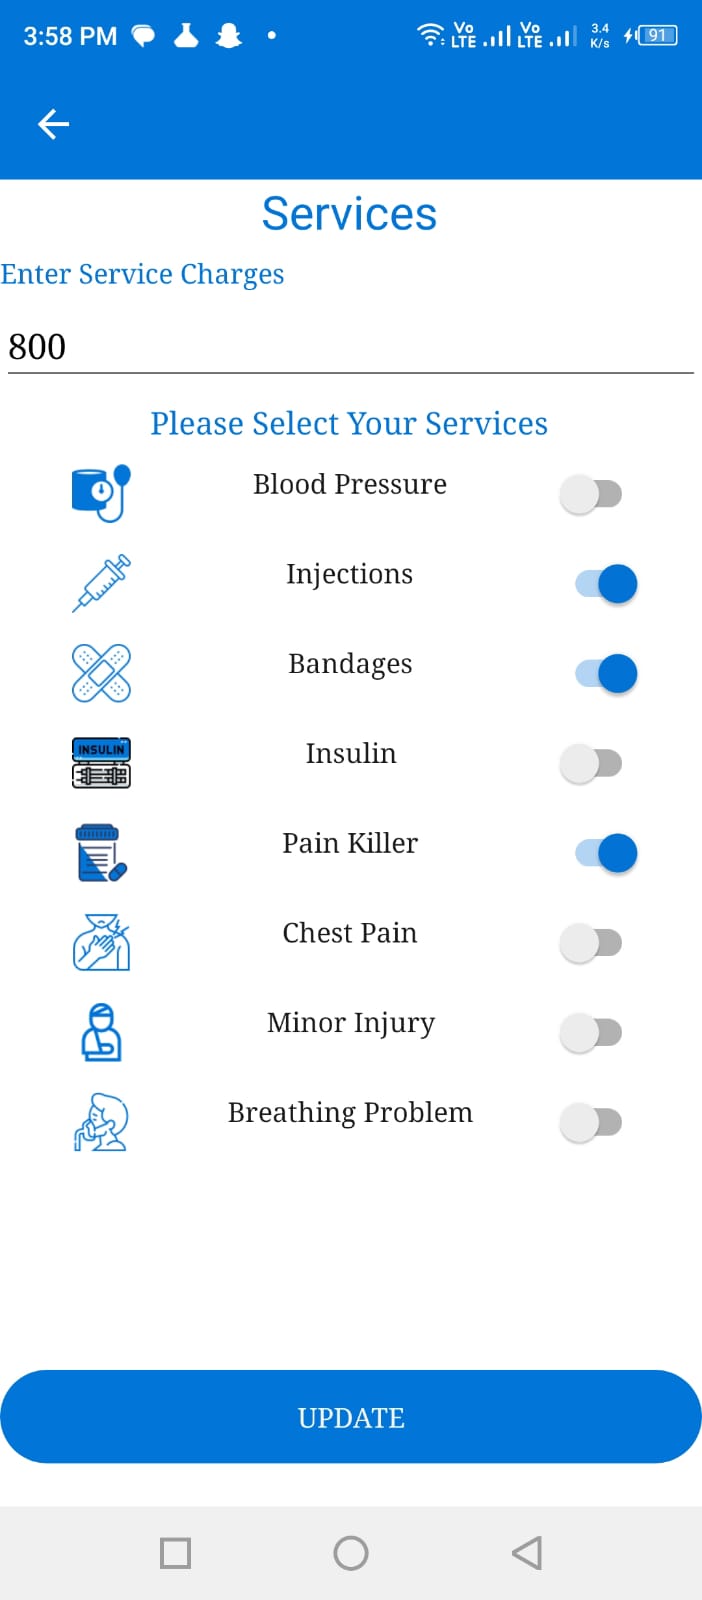 3:58 PM
Vo LTE Vo LTE 3.4 K/s 91
Services
Enter Service Charges
800
Please Select Your Services
Blood Pressure
Injections
Bandages
INSULIN
Insulin
Pain Killer
Chest Pain
Minor Injury
Breathing Problem
UPDATE